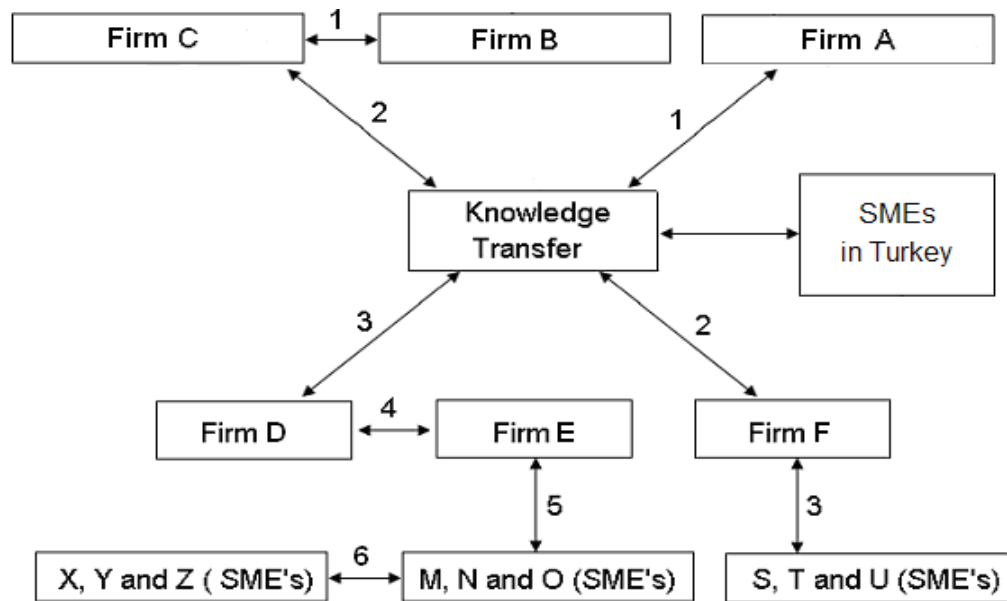 1
Firm C
Firm B
Firm A
2
1
Knowledge
Transfer
SMEs
in Turkey
3
2
Firm D
4
Firm E
Firm F
5
3
X, Y and Z ( SME's)
6
M, N and O (SME's)
S, T and U (SME's)